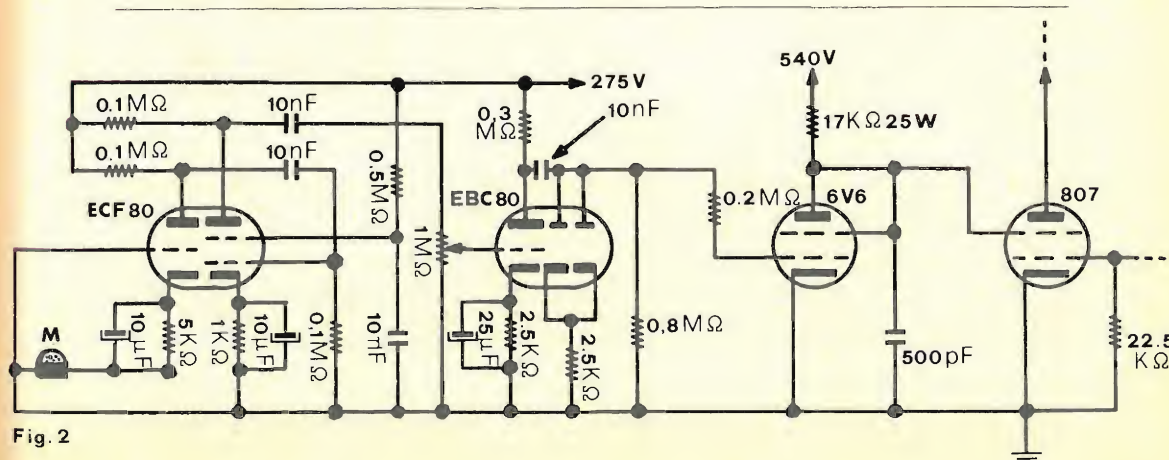 540V
275V
0.1MΩ
10nF
0,3
MΩ
10nF
17KΩ 25W
0.1MΩ
10nF
0.5MΩ
ECF80
EBC80
0.2MΩ
6V6
807
1MΩ
M
10μF
5KΩ
1KΩ
10μF
0,1MΩ
10nF
25μF
2.5KΩ
2.5KΩ
0,8MΩ
500pF
22.5
KΩ
Fig. 2